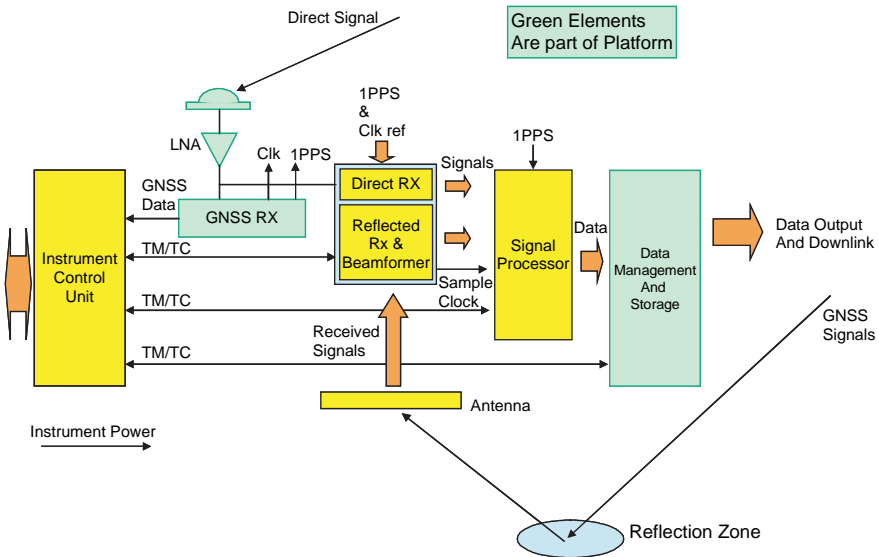 Direct Signal
Green Elements
Are part of Platform
1PPS
&
Clk ref
LNA
Clk
1PPS
1PPS
Signals
GNSS
Data
GNSS RX
Direct RX
Reflected
Rx &
Beamformer
Instrument
Control
Unit
TM/TC
Signal
Processor
Data
Data
Management
And
Storage
Data Output
And Downlink
Sample
Clock
TM/TC
Received
Signals
GNSS
Signals
TM/TC
Antenna
Instrument Power
Reflection Zone